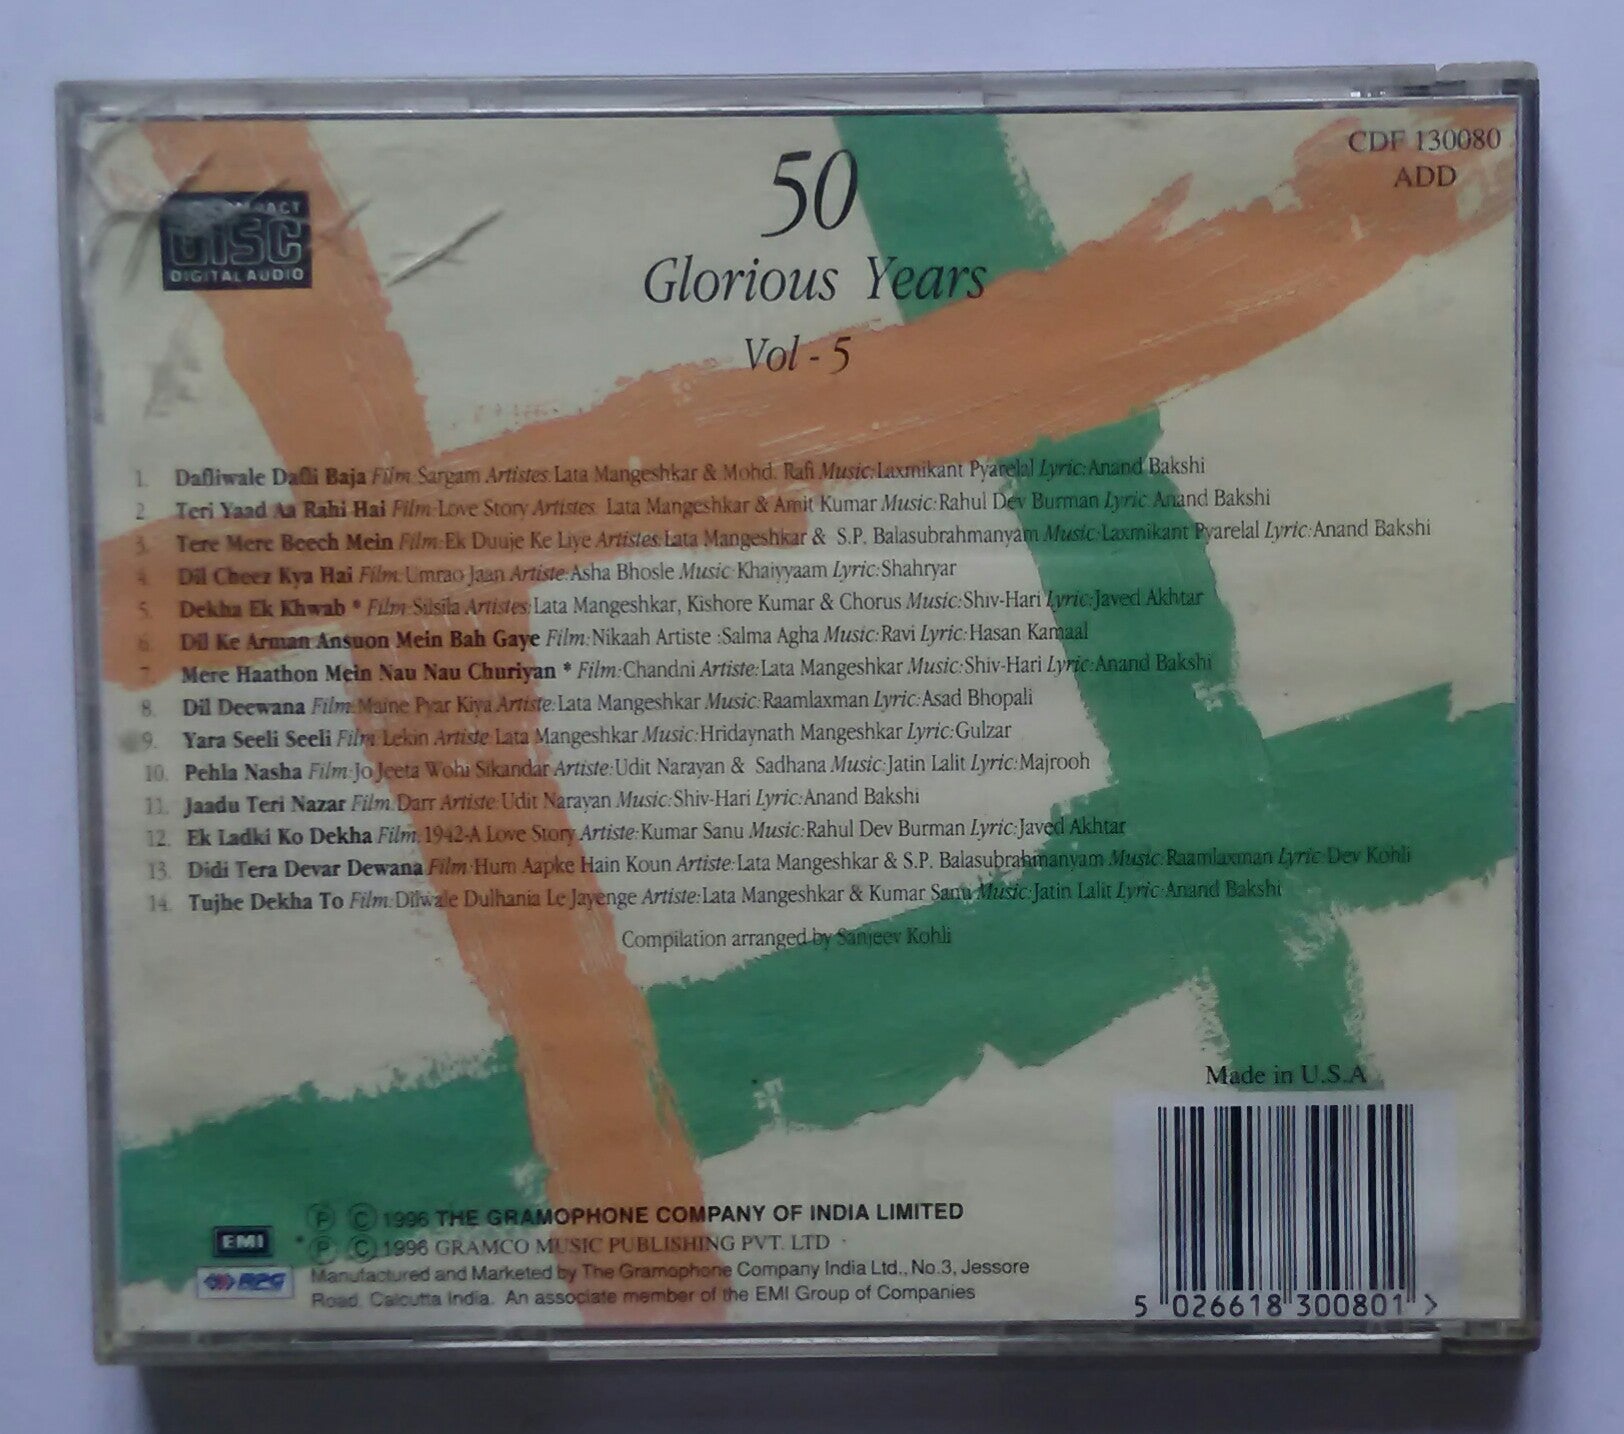 COMPACT
DISC
DIGITAL AUDIO
50
Glorious Years
Vol - 5
CDF 130080
ADD
1. Dafliwale Dafli Baja Film:Sargam Artistes:Lata Mangeshkar & Mohd. Rafi Music:Laxmikant Pyarelal Lyric:Anand Bakshi
2. Teri Yaad Aa Rahi Hai Film:Love Story Artistes: Lata Mangeshkar & Amit Kumar Music:Rahul Dev Burman Lyric:Anand Bakshi
3. Tere Mere Beech Mein Film:Ek Duuje Ke Liye Artistes:Lata Mangeshkar & S.P. Balasubrahmanyam Music:Laxmikant Pyarelal Lyric:Anand Bakshi
4. Dil Cheez Kya Hai Film:Umrao Jaan Artiste:Asha Bhosle Music:Khaiyyaam Lyric:Shahryar
5. Dekha Ek Khwab * Film:Silsila Artistes:Lata Mangeshkar, Kishore Kumar & Chorus Music:Shiv-Hari Lyric:Javed Akhtar
6. Dil Ke Arman Ansuon Mein Bah Gaye Film:Nikaah Artiste :Salma Agha Music:Ravi Lyric:Hasan Kamaal
7. Mere Haathon Mein Nau Nau Churiyan * Film:Chandni Artiste:Lata Mangeshkar Music:Shiv-Hari Lyric:Anand Bakshi
8. Dil Deewana Film:Maine Pyar Kiya Artiste:Lata Mangeshkar Music:Raamlaxman Lyric:Asad Bhopali
9. Yara Seeli Seeli Film:Lekin Artiste:Lata Mangeshkar Music:Hridaynath Mangeshkar Lyric:Gulzar
10. Pehla Nasha Film:Jo Jeeta Wohi Sikandar Artiste:Udit Narayan & Sadhana Music:Jatin Lalit Lyric:Majrooh
11. Jaadu Teri Nazar Film:Darr Artiste:Udit Narayan Music:Shiv-Hari Lyric:Anand Bakshi
12. Ek Ladki Ko Dekha Film:1942-A Love Story Artiste:Kumar Sanu Music:Rahul Dev Burman Lyric:Javed Akhtar
13. Didi Tera Devar Dewana Film:Hum Aapke Hain Koun Artiste:Lata Mangeshkar & S.P. Balasubrahmanyam Music:Raamlaxman Lyric:Dev Kohli
14. Tujhe Dekha To Film:Dilwale Dulhania Le Jayenge Artiste:Lata Mangeshkar & Kumar Sanu Music:Jatin Lalit Lyric:Anand Bakshi
Compilation arranged by Sanjeev Kohli
Made in U.S.A
EMI
RPG
Ⓟ Ⓒ 1996 THE GRAMOPHONE COMPANY OF INDIA LIMITED
* Ⓟ Ⓒ 1996 GRAMCO MUSIC PUBLISHING PVT. LTD
Manufactured and Marketed by The Gramophone Company India Ltd., No.3, Jessore
Road, Calcutta India. An associate member of the EMI Group of Companies
5 026618 300801 >